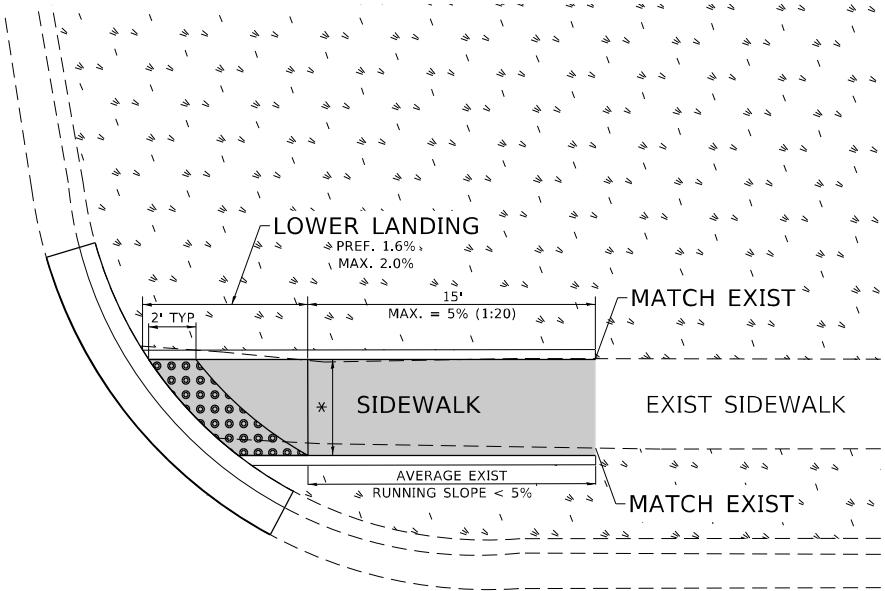 LOWER LANDING
PREF. 1.6%
MAX. 2.0%
15'
MATCH EXIST
MAX. = 5% (1:20)
2' TYP
*
SIDEWALK
EXIST SIDEWALK
AVERAGE EXIST
RUNNING SLOPE < 5%
MATCH EXIST